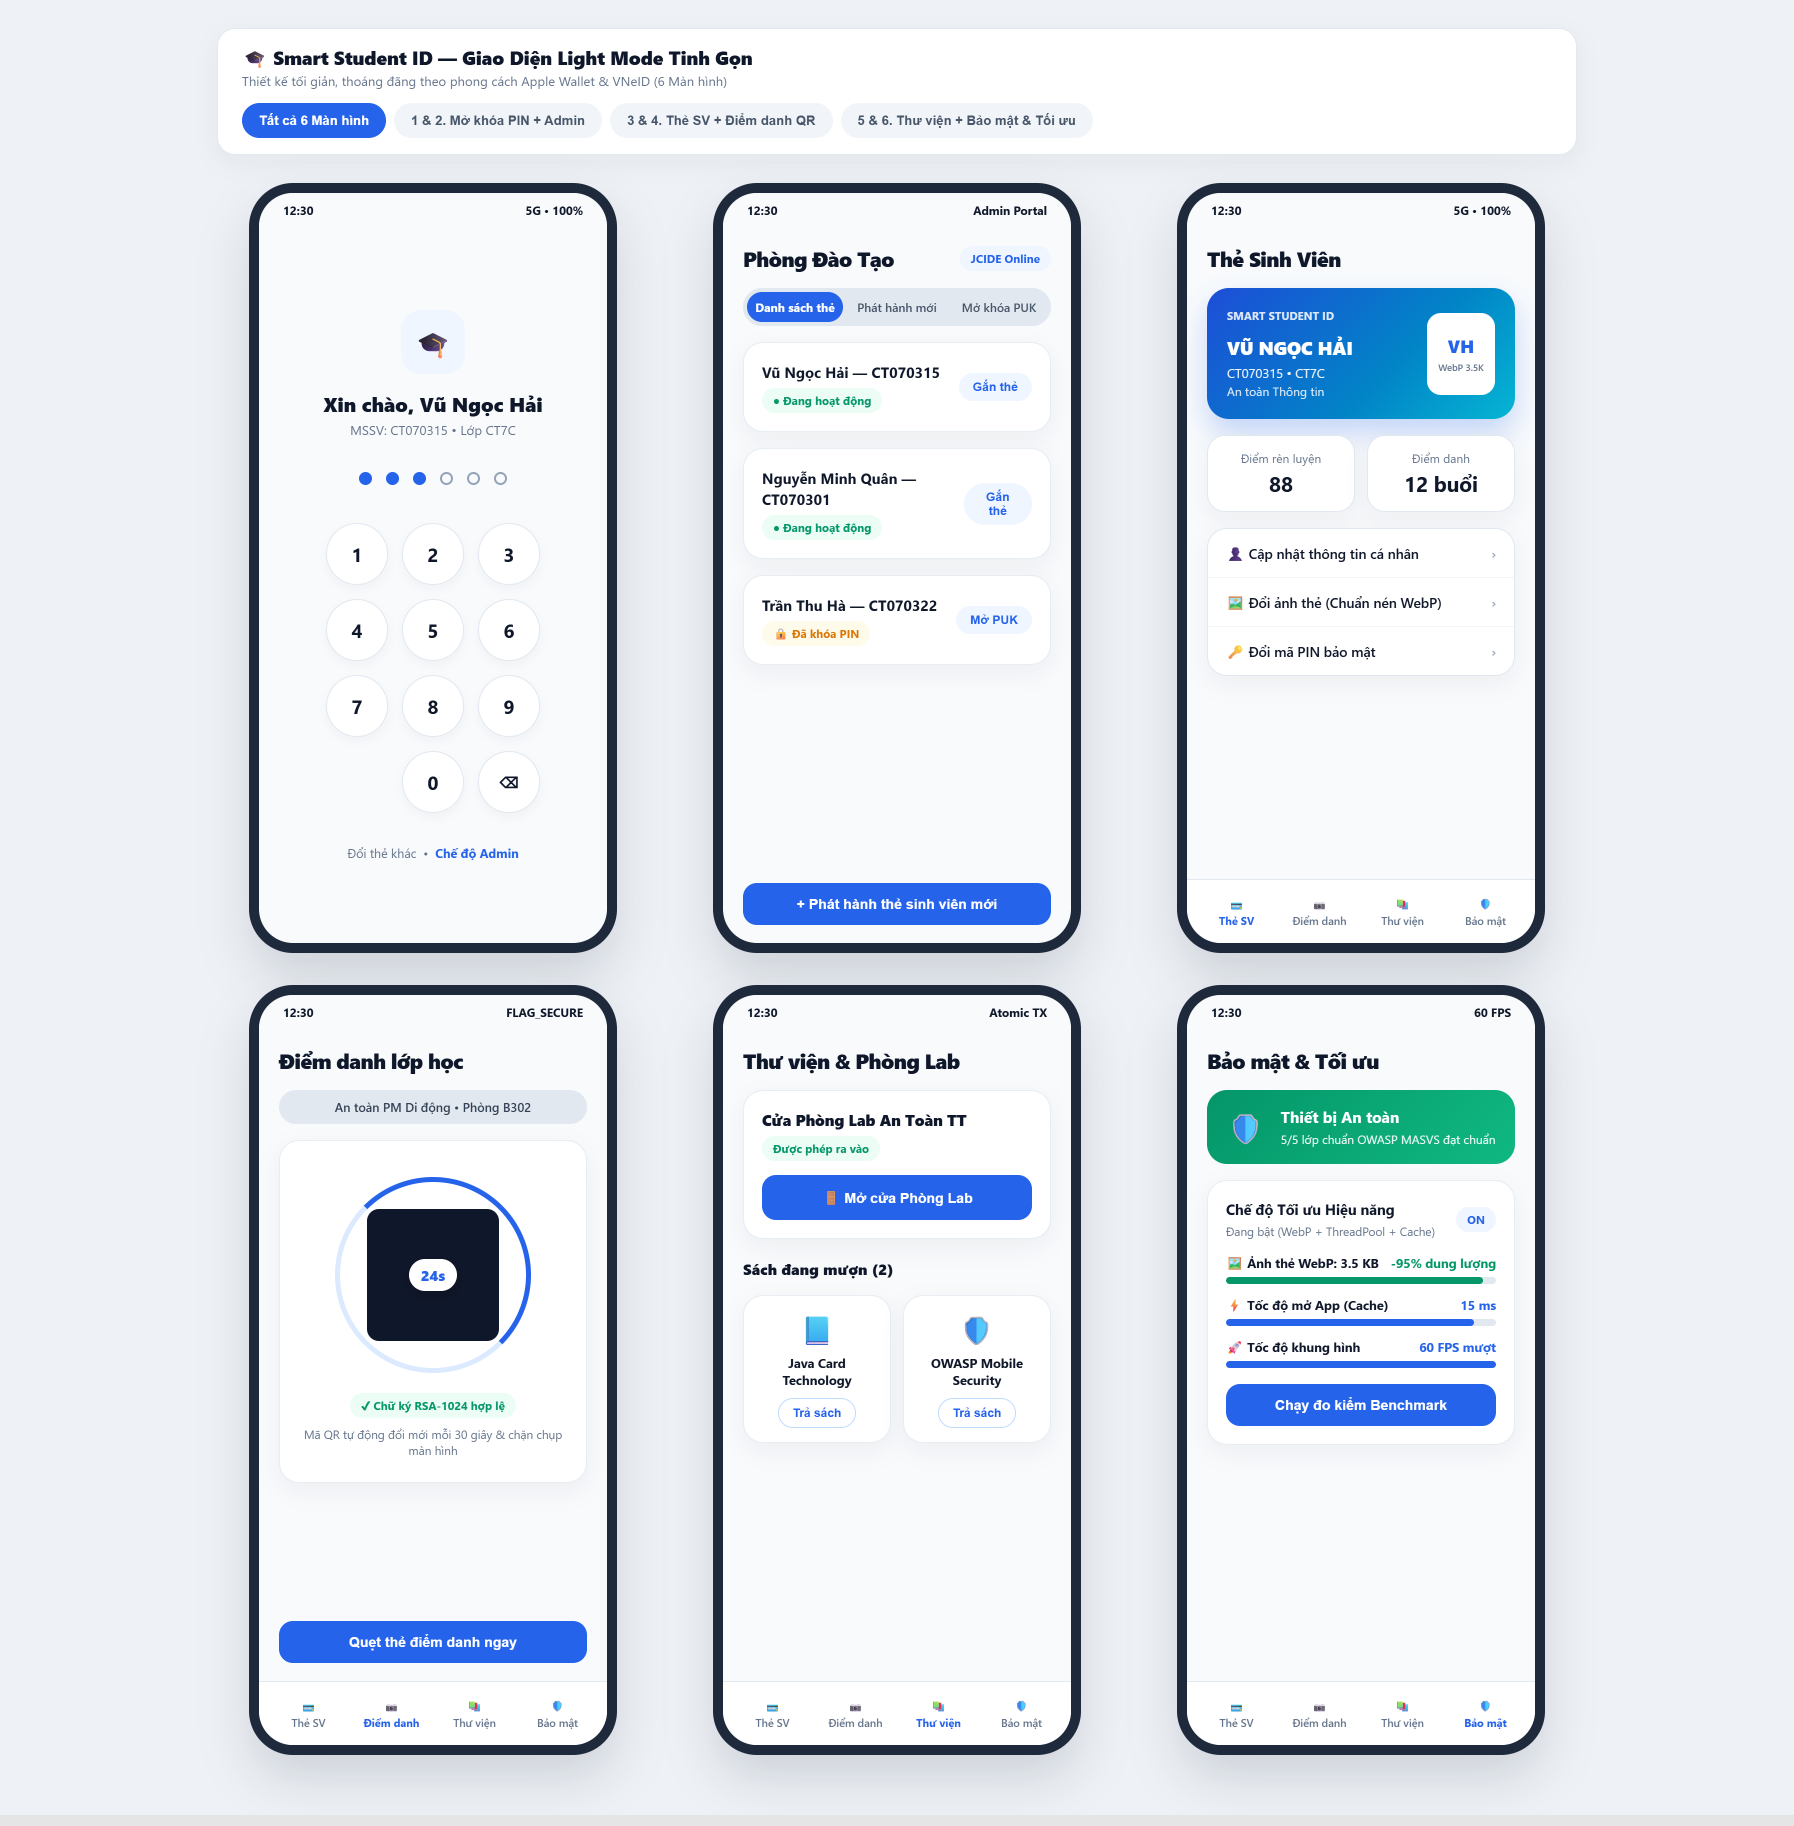 🎓 Smart Student ID — Giao Diện Light Mode Tinh Gọn
Thiết kế tối giản, thoáng đãng theo phong cách Apple Wallet & VNeID (6 Màn hình)
Tất cả 6 Màn hình
1 & 2. Mở khóa PIN + Admin
3 & 4. Thẻ SV + Điểm danh QR
5 & 6. Thư viện + Bảo mật & Tối ưu
12:30
5G • 100%
Xin chào, Vũ Ngọc Hải
MSSV: CT070315 • Lớp CT7C
1 2 3
4 5 6
7 8 9
0 ⌫
Đổi thẻ khác • Chế độ Admin
12:30
Admin Portal
Phòng Đào Tạo
JCIDE Online
Danh sách thẻ
Phát hành mới
Mở khóa PUK
Vũ Ngọc Hải — CT070315
● Đang hoạt động
Gắn thẻ
Nguyễn Minh Quân —
CT070301
● Đang hoạt động
Gắn
thẻ
Trần Thu Hà — CT070322
🔒 Đã khóa PIN
Mở PUK
+ Phát hành thẻ sinh viên mới
12:30
5G • 100%
Thẻ Sinh Viên
SMART STUDENT ID
VŨ NGỌC HẢI
CT070315 • CT7C
An toàn Thông tin
VH
WebP 3.5K
Điểm rèn luyện
88
Điểm danh
12 buổi
👤 Cập nhật thông tin cá nhân ›
🖼️ Đổi ảnh thẻ (Chuẩn nén WebP) ›
🔑 Đổi mã PIN bảo mật ›
Thẻ SV
Điểm danh
Thư viện
Bảo mật
12:30
FLAG_SECURE
Điểm danh lớp học
An toàn PM Di động • Phòng B302
24s
✓ Chữ ký RSA-1024 hợp lệ
Mã QR tự động đổi mới mỗi 30 giây & chặn chụp
màn hình
Quẹt thẻ điểm danh ngay
Thẻ SV
Điểm danh
Thư viện
Bảo mật
12:30
Atomic TX
Thư viện & Phòng Lab
Cửa Phòng Lab An Toàn TT
Được phép ra vào
🚪 Mở cửa Phòng Lab
Sách đang mượn (2)
Java Card
Technology
Trả sách
OWASP Mobile
Security
Trả sách
Thẻ SV
Điểm danh
Thư viện
Bảo mật
12:30
60 FPS
Bảo mật & Tối ưu
Thiết bị An toàn
5/5 lớp chuẩn OWASP MASVS đạt chuẩn
Chế độ Tối ưu Hiệu năng
Đang bật (WebP + ThreadPool + Cache)
ON
🖼️ Ảnh thẻ WebP: 3.5 KB -95% dung lượng
⚡ Tốc độ mở App (Cache) 15 ms
🚀 Tốc độ khung hình 60 FPS mượt
Chạy đo kiểm Benchmark
Thẻ SV
Điểm danh
Thư viện
Bảo mật